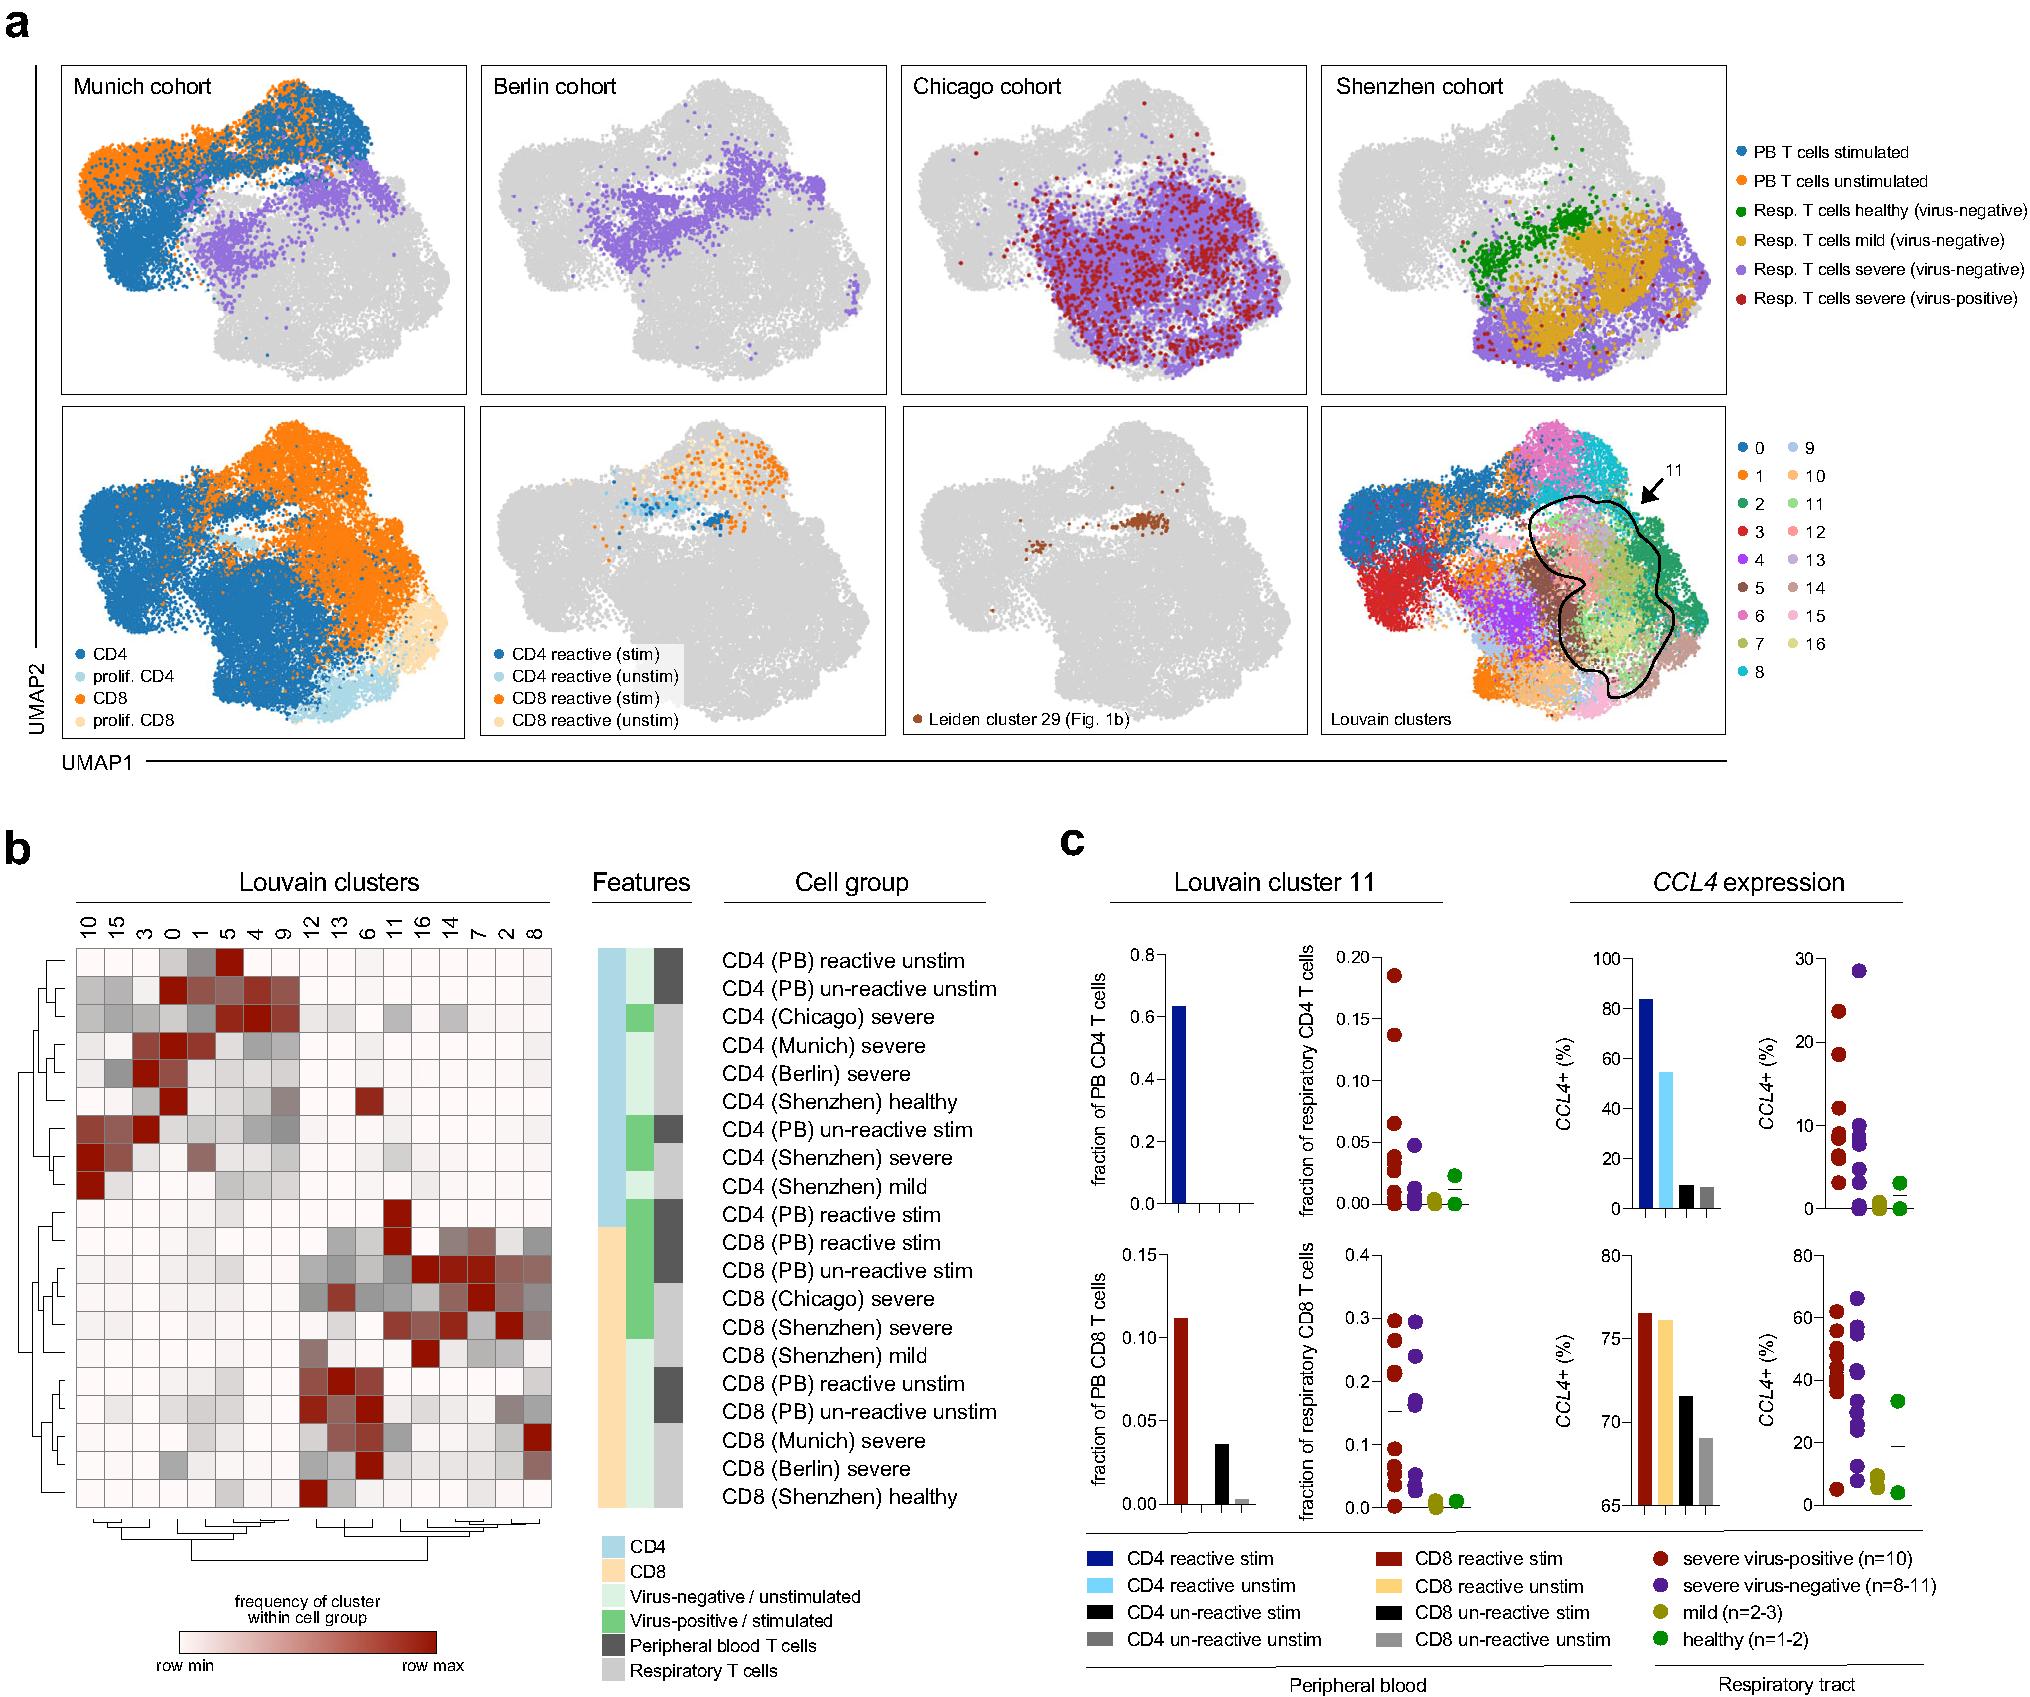 a
Munich cohort
Berlin cohort
Chicago cohort
Shenzhen cohort
PB T cells stimulated
PB T cells unstimulated
Resp. T cells healthy (virus-negative)
Resp. T cells mild (virus-negative)
Resp. T cells severe (virus-negative)
Resp. T cells severe (virus-positive)
CD4
prolif. CD4
CD8
prolif. CD8
CD4 reactive (stim)
CD4 reactive (unstim)
CD8 reactive (stim)
CD8 reactive (unstim)
Leiden cluster 29 (Fig. 1b)
11
Louvain clusters
0 9
1 10
2 11
3 12
4 13
5 14
6 15
7 16
8
UMAP2
UMAP1
b
Louvain clusters
Features
Cell group
10 15 3 0 1 5 4 9 12 13 6 11 16 14 7 2 8
CD4 (PB) reactive unstim
CD4 (PB) un-reactive unstim
CD4 (Chicago) severe
CD4 (Munich) severe
CD4 (Berlin) severe
CD4 (Shenzhen) healthy
CD4 (PB) un-reactive stim
CD4 (Shenzhen) severe
CD4 (Shenzhen) mild
CD4 (PB) reactive stim
CD8 (PB) reactive stim
CD8 (PB) un-reactive stim
CD8 (Chicago) severe
CD8 (Shenzhen) severe
CD8 (Shenzhen) mild
CD8 (PB) reactive unstim
CD8 (PB) un-reactive unstim
CD8 (Munich) severe
CD8 (Berlin) severe
CD8 (Shenzhen) healthy
CD4
CD8
Virus-negative / unstimulated
Virus-positive / stimulated
Peripheral blood T cells
Respiratory T cells
frequency of cluster
within cell group
row min
row max
c
Louvain cluster 11
CCL4 expression
fraction of PB CD4 T cells
0.8
0.6
0.4
0.2
0.0
fraction of respiratory CD4 T cells
0.20
0.15
0.10
0.05
0.00
CCL4+ (%)
100
80
60
40
20
0
CCL4+ (%)
30
20
10
0
fraction of PB CD8 T cells
0.15
0.10
0.05
0.00
fraction of respiratory CD8 T cells
0.4
0.3
0.2
0.1
0.0
CCL4+ (%)
80
75
70
65
CCL4+ (%)
80
60
40
20
0
CD4 reactive stim
CD4 reactive unstim
CD4 un-reactive stim
CD4 un-reactive unstim
CD8 reactive stim
CD8 reactive unstim
CD8 un-reactive stim
CD8 un-reactive unstim
severe virus-positive (n=10)
severe virus-negative (n=8-11)
mild (n=2-3)
healthy (n=1-2)
Peripheral blood
Respiratory tract